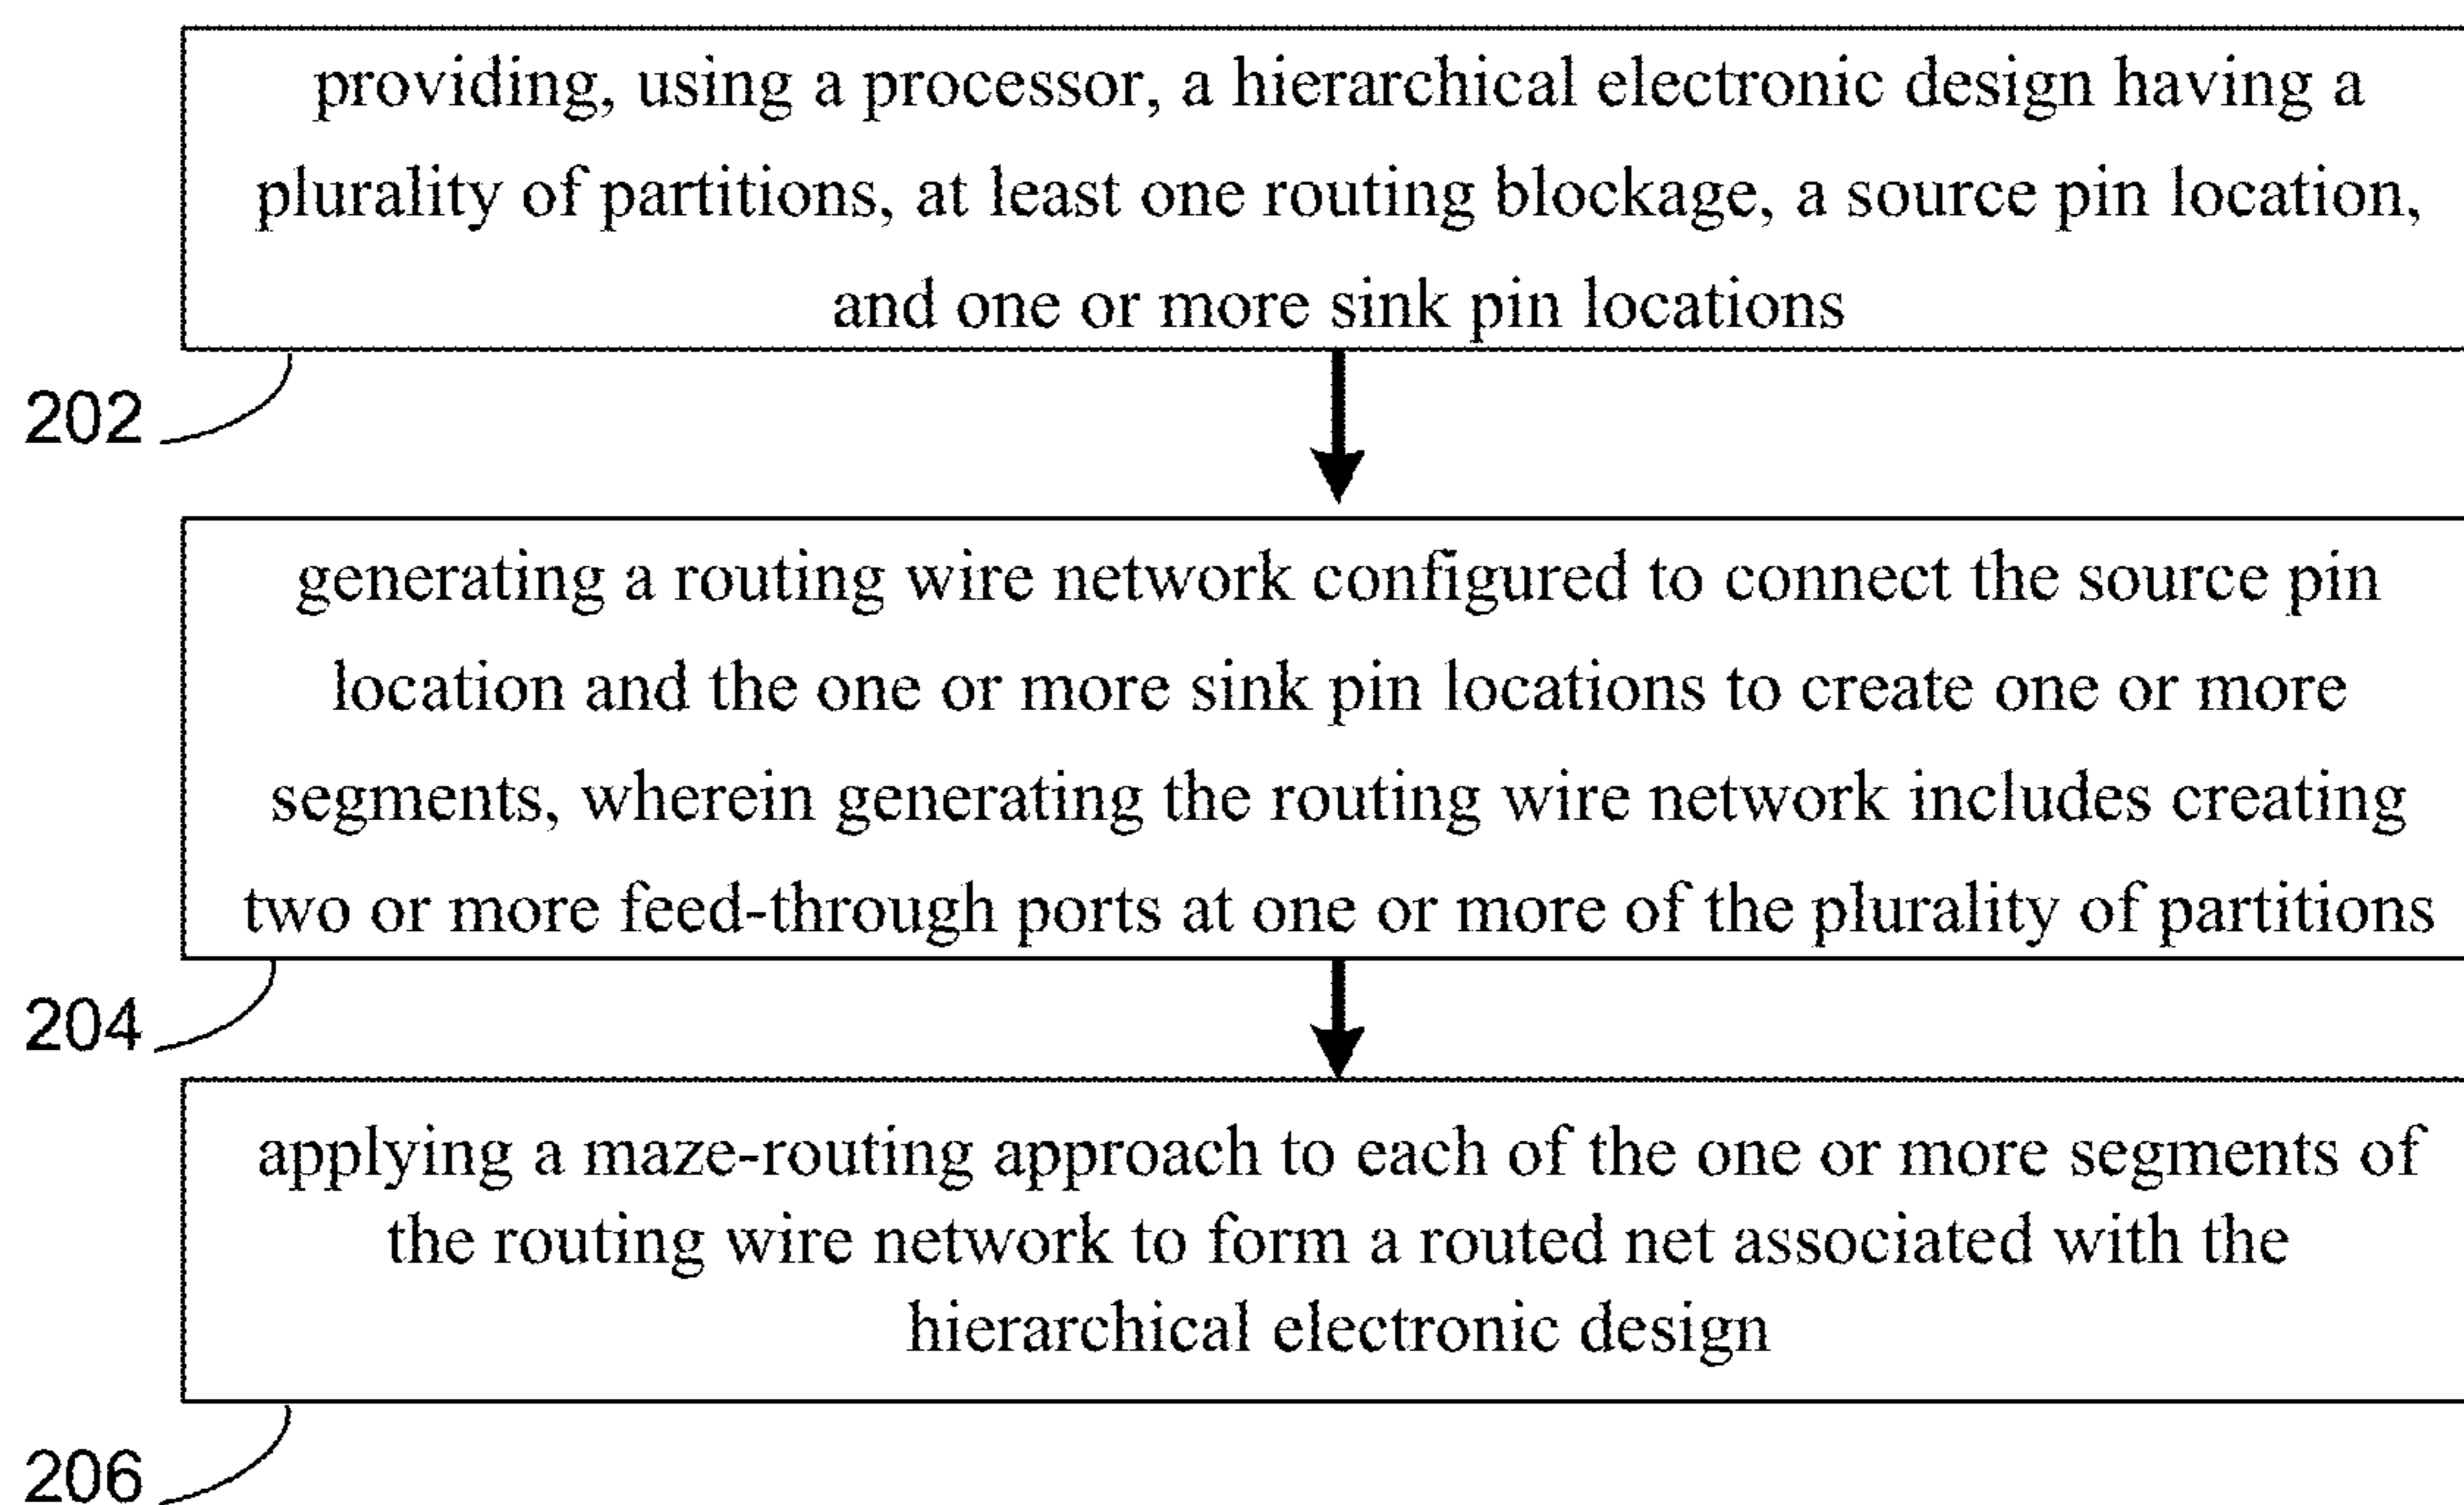 providing, using a processor, a hierarchical electronic design having a
plurality of partitions, at least one routing blockage, a source pin location,
and one or more sink pin locations
202
generating a routing wire network configured to connect the source pin
location and the one or more sink pin locations to create one or more
segments, wherein generating the routing wire network includes creating
two or more feed-through ports at one or more of the plurality of partitions
204
applying a maze-routing approach to each of the one or more segments of
the routing wire network to form a routed net associated with the
hierarchical electronic design
206